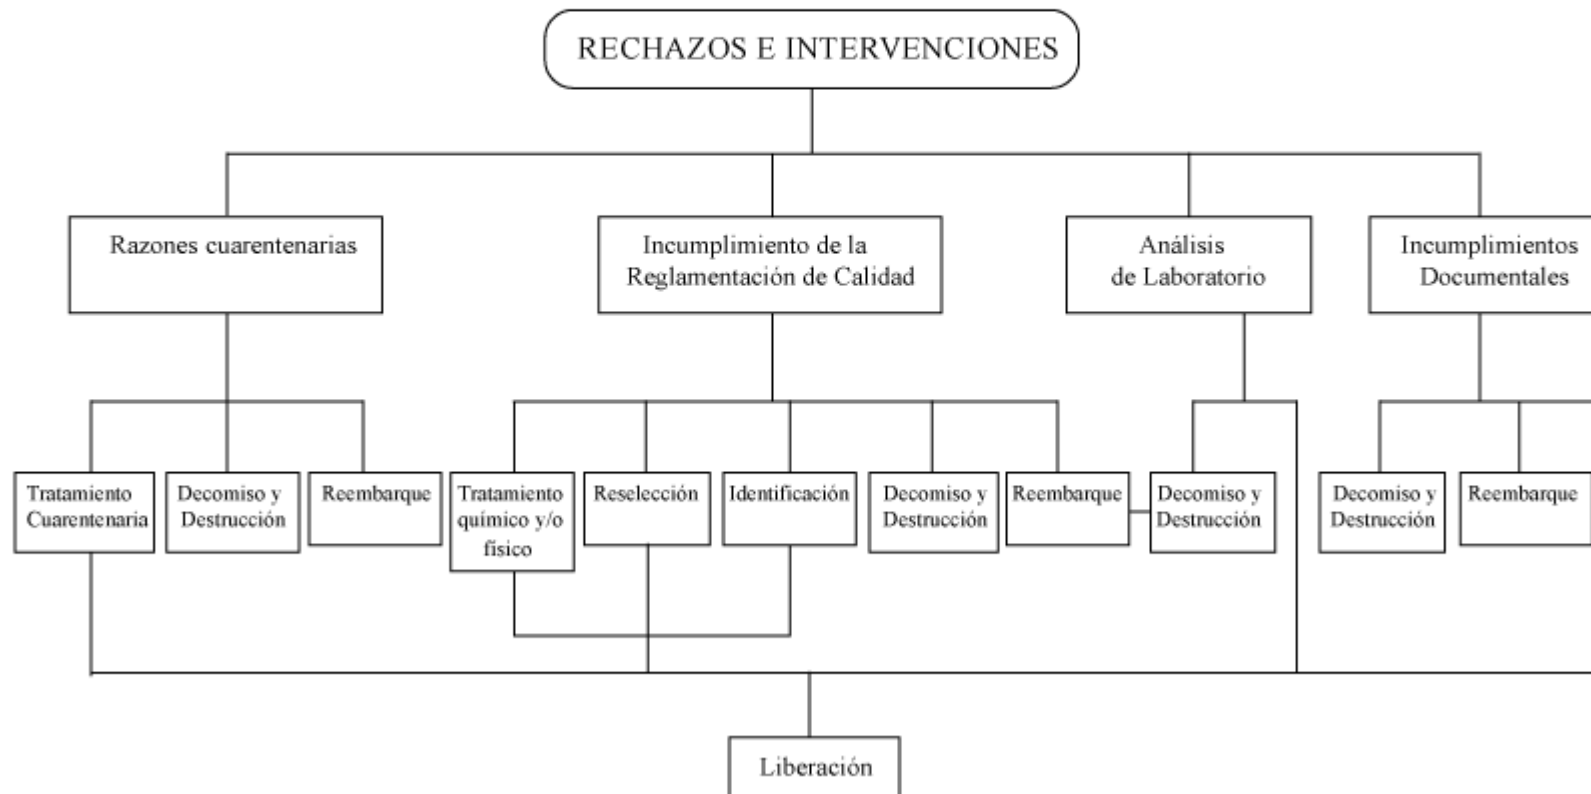 RECHAZOS E INTERVENCIONES
Razones cuarentenarias
Incumplimiento de la
Reglamentación de Calidad
Análisis
de Laboratorio
Incumplimientos
Documentales
Tratamiento
Cuarentenaria
Decomiso y
Destrucción
Reembarque
Tratamiento
químico y/o
físico
Reselección
Identificación
Decomiso y
Destrucción
Reembarque
Decomiso y
Destrucción
Decomiso y
Destrucción
Reembarque
Liberación